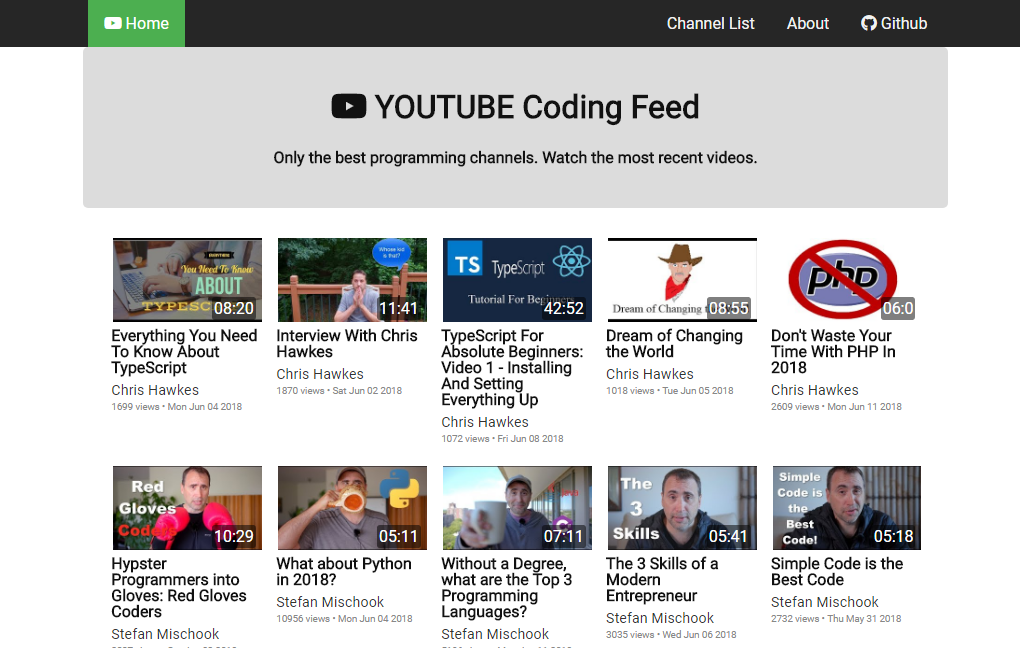 Home
Channel List
About
Github
YOUTUBE Coding Feed
Only the best programming channels. Watch the most recent videos.
EVERYTHING
You Need To Know
ABOUT
TYPESC
08:20
Whose kid
is that?
11:41
TS TypeScript
Tutorial For Beginners
42:52
Dream of Changing t
08:55
php
06:0
Everything You Need
To Know About
TypeScript
Chris Hawkes
1699 views • Mon Jun 04 2018
Interview With Chris
Hawkes
Chris Hawkes
1870 views • Sat Jun 02 2018
TypeScript For
Absolute Beginners:
Video 1 - Installing
And Setting
Everything Up
Chris Hawkes
1072 views • Fri Jun 08 2018
Dream of Changing
the World
Chris Hawkes
1018 views • Tue Jun 05 2018
Don't Waste Your
Time With PHP In
2018
Chris Hawkes
2609 views • Mon Jun 11 2018
Red
Gloves
Coders
10:29
05:11
Java
07:11
The
3
Skills
05:41
Simple
Code is
the
Best
Code!
05:18
Hypster
Programmers into
Gloves: Red Gloves
Coders
Stefan Mischook
What about Python
in 2018?
Stefan Mischook
10956 views • Mon Jun 04 2018
Without a Degree,
what are the Top 3
Programming
Languages?
Stefan Mischook
The 3 Skills of a
Modern
Entrepreneur
Stefan Mischook
3035 views • Wed Jun 06 2018
Simple Code is the
Best Code
Stefan Mischook
2732 views • Thu May 31 2018